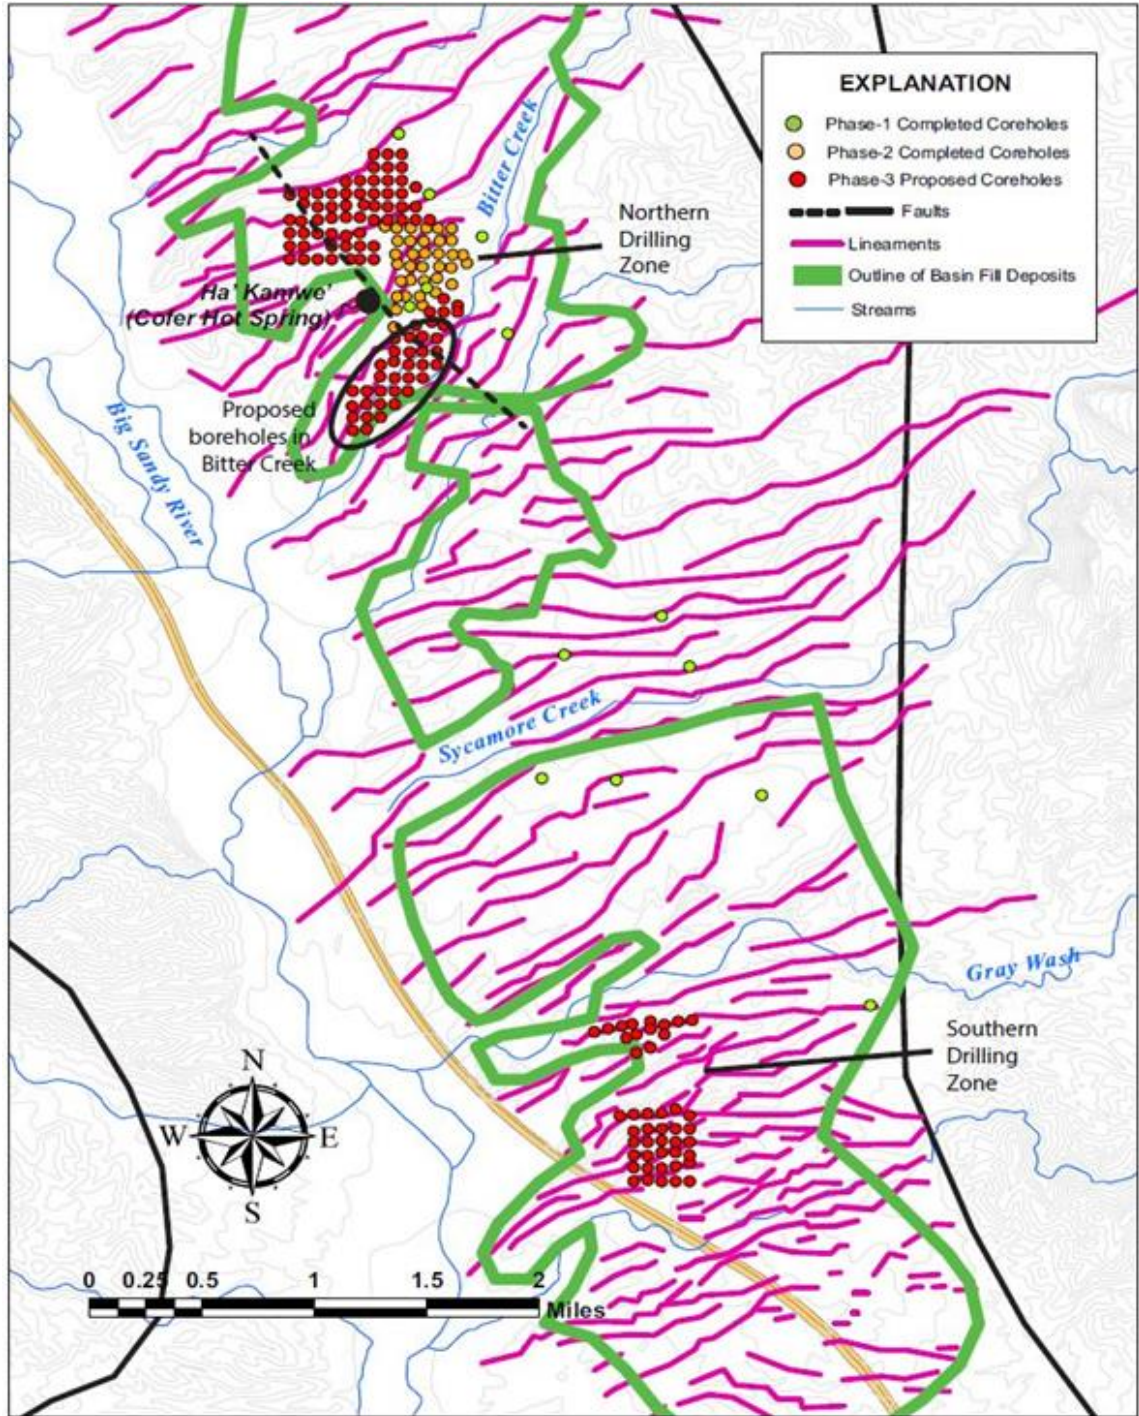 EXPLANATION
Phase-1 Completed Coreholes
Phase-2 Completed Coreholes
Phase-3 Proposed Coreholes
Faults
Lineaments
Outline of Basin Fill Deposits
Streams
Bitter Creek
Northern
Drilling
Zone
Ha' Kamwe'
(Cofer Hot Spring)
Proposed
boreholes in
Bitter Creek
Big Sandy River
Sycamore Creek
Gray Wash
Southern
Drilling
Zone
N
W E
S
0 0.25 0.5 1 1.5 2
Miles